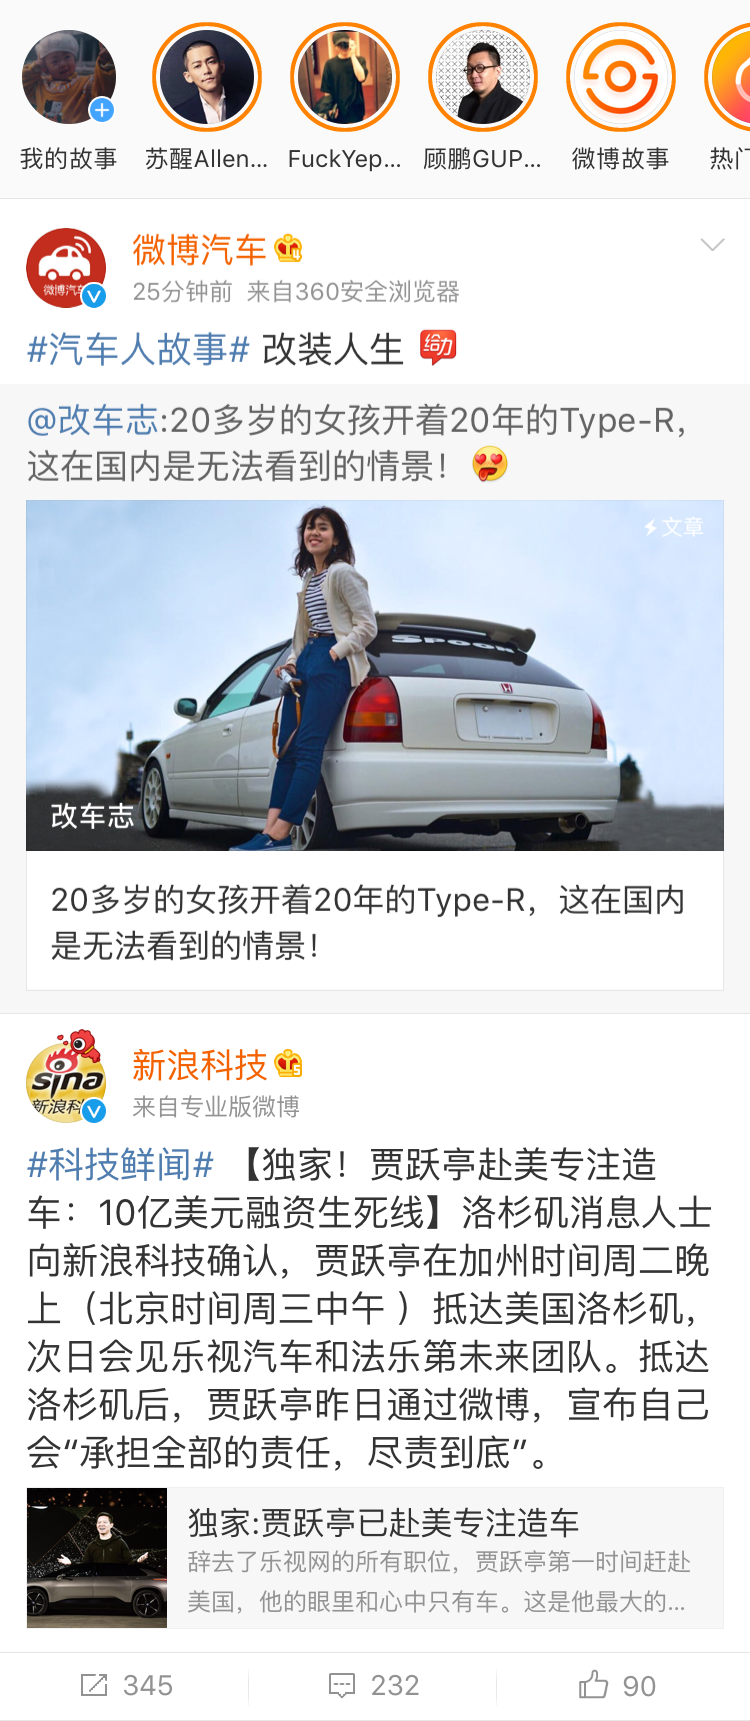 我的故事
苏醒Allen...
FuckYep...
顾鹏GUP...
微博故事
热门
微博汽车
微博汽车
25分钟前 来自360安全浏览器
#汽车人故事# 改装人生 给力
@改车志:20多岁的女孩开着20年的Type-R，
这在国内是无法看到的情景！
文章
SPOON
改车志
20多岁的女孩开着20年的Type-R，这在国内
是无法看到的情景！
sina
新浪科
新浪科技
5
来自专业版微博
#科技鲜闻# 【独家！贾跃亭赴美专注造
车：10亿美元融资生死线】洛杉矶消息人士
向新浪科技确认，贾跃亭在加州时间周二晚
上（北京时间周三中午 ）抵达美国洛杉矶，
次日会见乐视汽车和法乐第未来团队。抵达
洛杉矶后，贾跃亭昨日通过微博，宣布自己
会“承担全部的责任，尽责到底”。
独家:贾跃亭已赴美专注造车
辞去了乐视网的所有职位，贾跃亭第一时间赶赴
美国，他的眼里和心中只有车。这是他最大的...
345
232
90